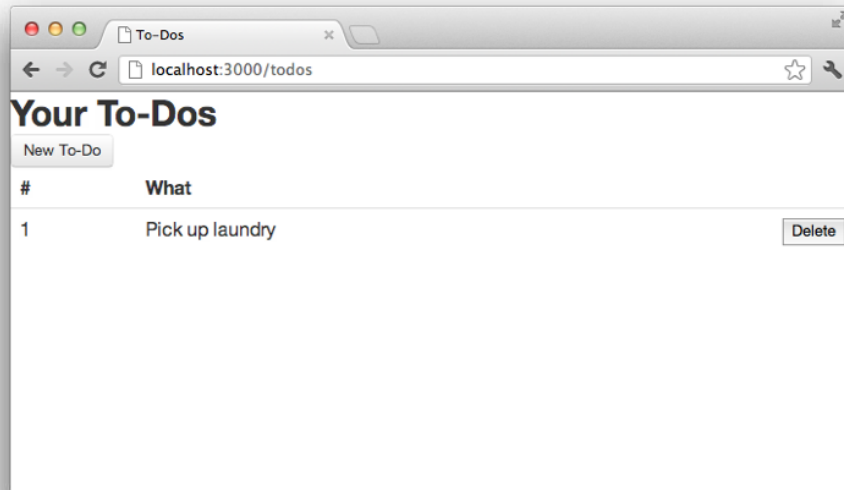 To-Dos
localhost:3000/todos
Your To-Dos
New To-Do
# What
1 Pick up laundry Delete